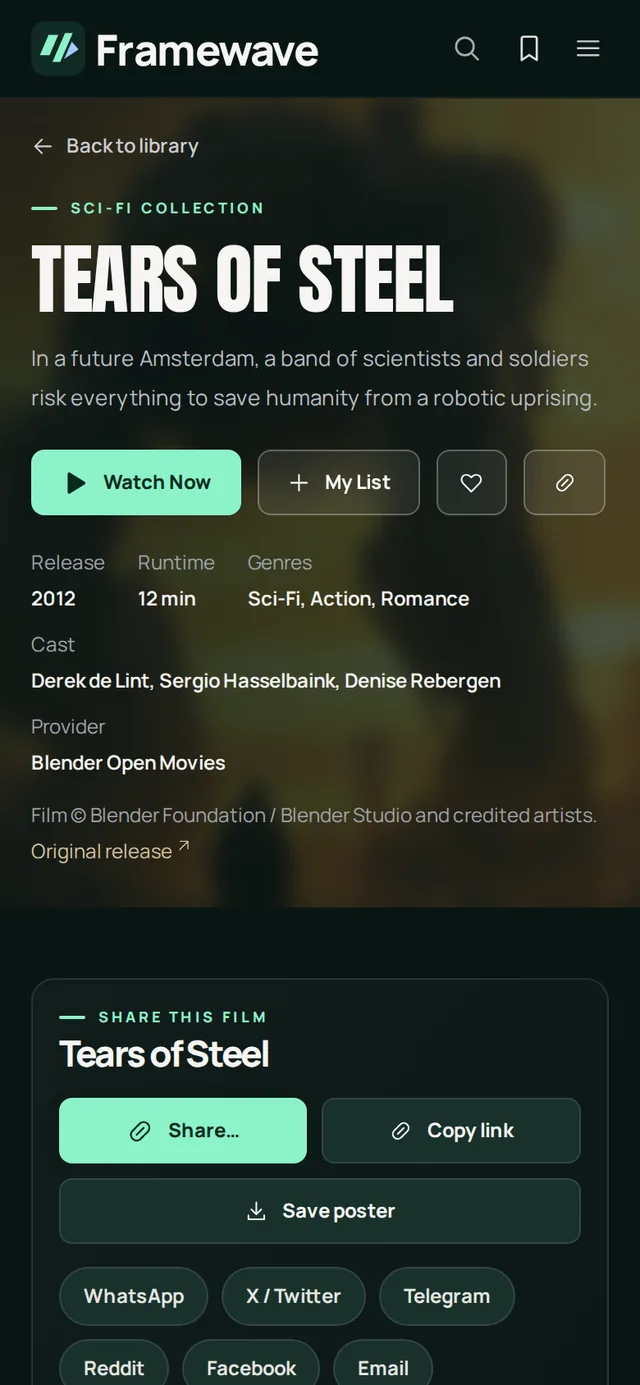 Framewave
Back to library
SCI-FI COLLECTION
TEARS OF STEEL
In a future Amsterdam, a band of scientists and soldiers
risk everything to save humanity from a robotic uprising.
Watch Now
My List
Release Runtime Genres
2012 12 min Sci-Fi, Action, Romance
Cast
Derek de Lint, Sergio Hasselbaink, Denise Rebergen
Provider
Blender Open Movies
Film © Blender Foundation / Blender Studio and credited artists.
Original release ↗
SHARE THIS FILM
Tears of Steel
Share...
Copy link
Save poster
WhatsApp
X / Twitter
Telegram
Reddit
Facebook
Email